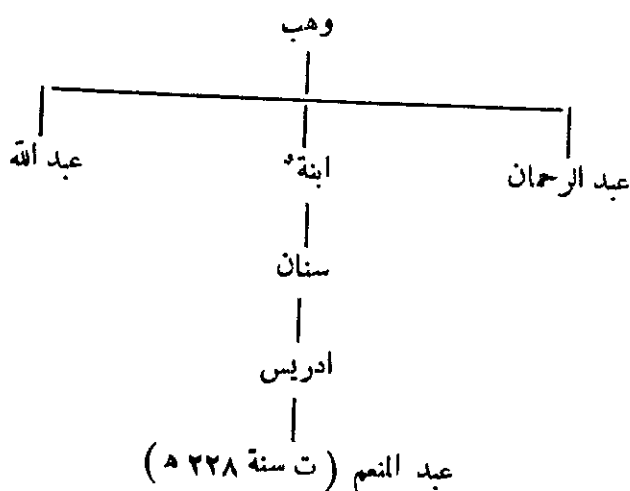 وهب
عبد الرحمان ابنةٌ عبد الله
سنان
ادريس
عبد المنعم ( ت سنة ٢٢٨ ه )